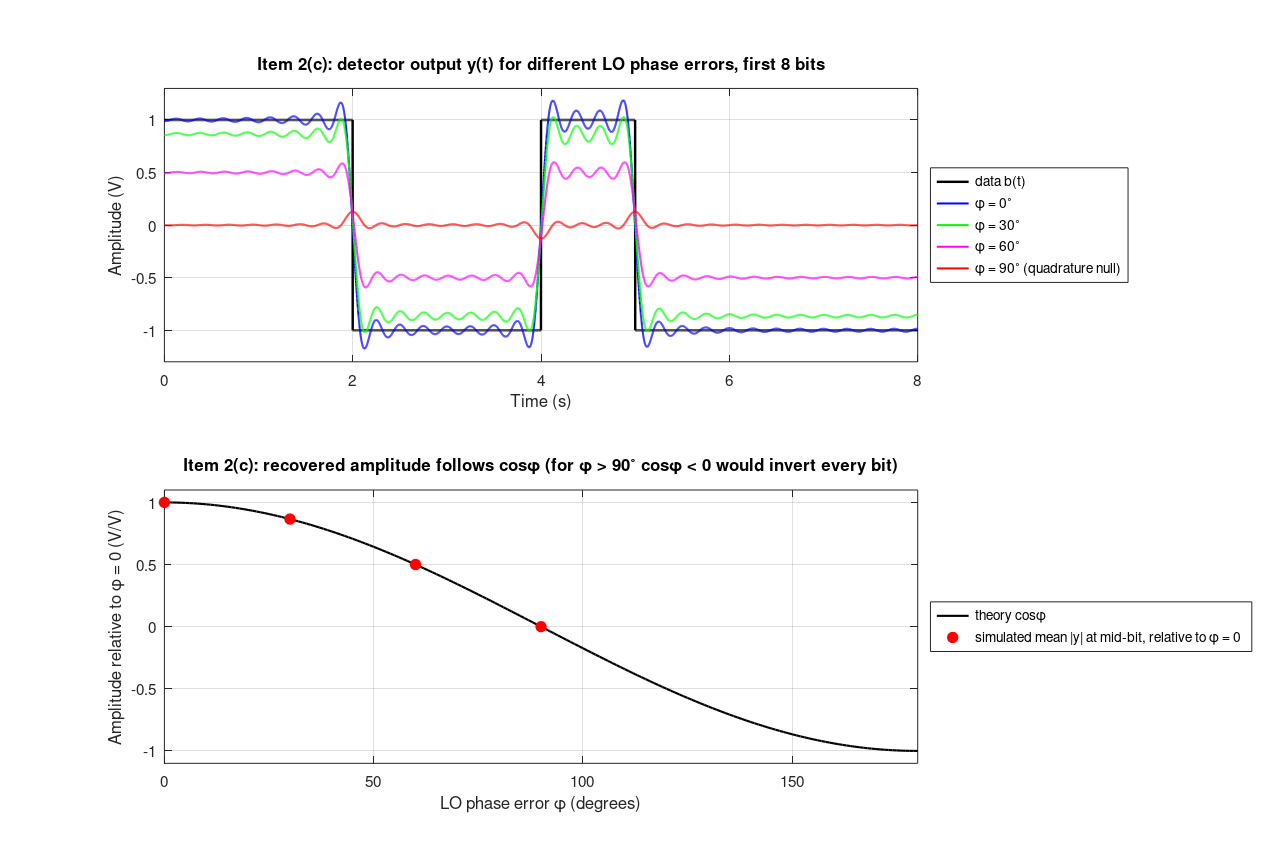 Item 2(c): detector output y(t) for different LO phase errors, first 8 bits
Amplitude (V)
1
0.5
0
-0.5
-1
0
2
4
6
8
Time (s)
data b(t)
φ = 0°
φ = 30°
φ = 60°
φ = 90° (quadrature null)
Item 2(c): recovered amplitude follows cosφ (for φ > 90° cosφ < 0 would invert every bit)
Amplitude relative to φ = 0 (V/V)
1
0.5
0
-0.5
-1
0
50
100
150
LO phase error φ (degrees)
theory cosφ
simulated mean |y| at mid-bit, relative to φ = 0